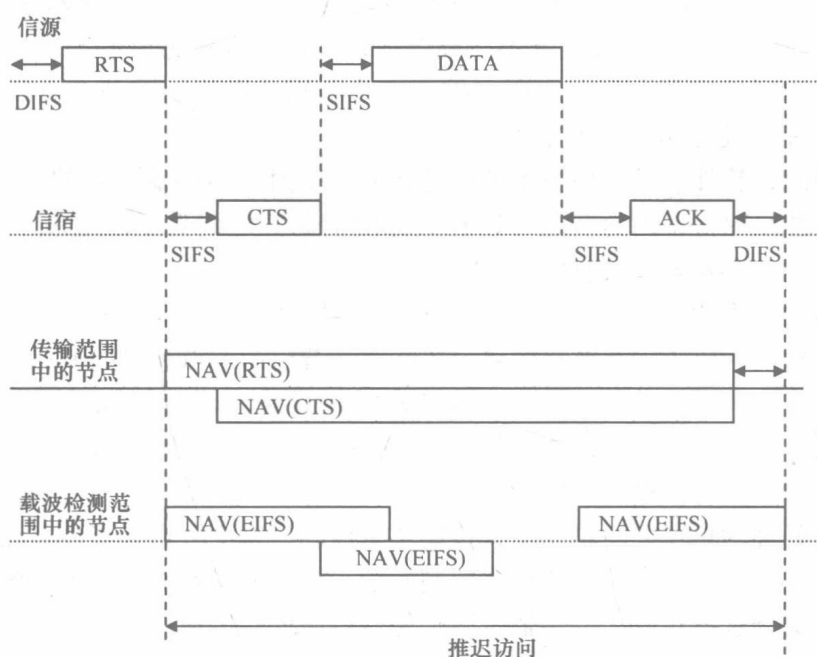 信源
RTS
DATA
DIFS
SIFS
信宿
CTS
ACK
SIFS
SIFS
DIFS
传输范围
中的节点
NAV(RTS)
NAV(CTS)
载波检测范
围中的节点
NAV(EIFS)
NAV(EIFS)
NAV(EIFS)
推迟访问